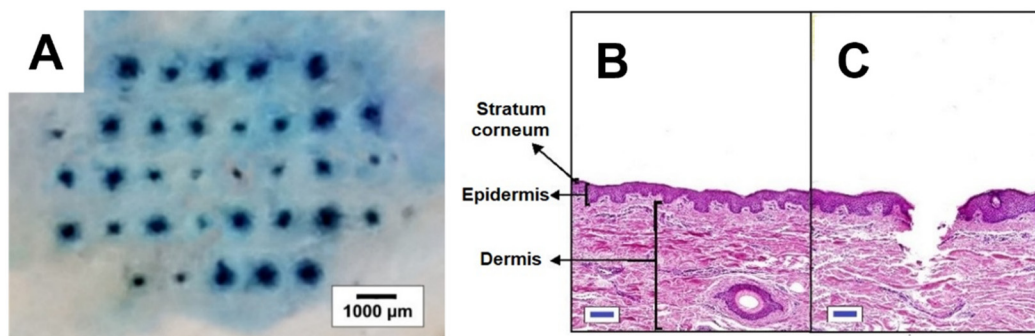 A
1000 µm
B
C
Stratum
corneum
Epidermis
Dermis